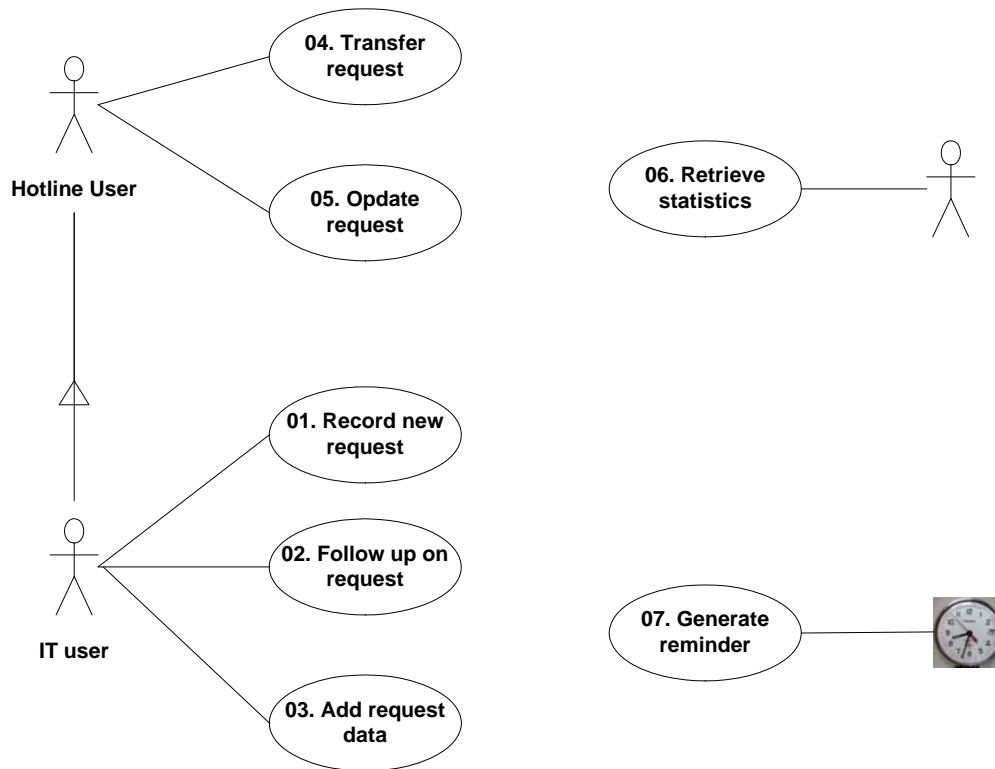 04. Transfer
request
Hotline User
05. Opdate
request
06. Retrieve
statistics
01. Record new
request
02. Follow up on
request
IT user
03. Add request
data
07. Generate
reminder